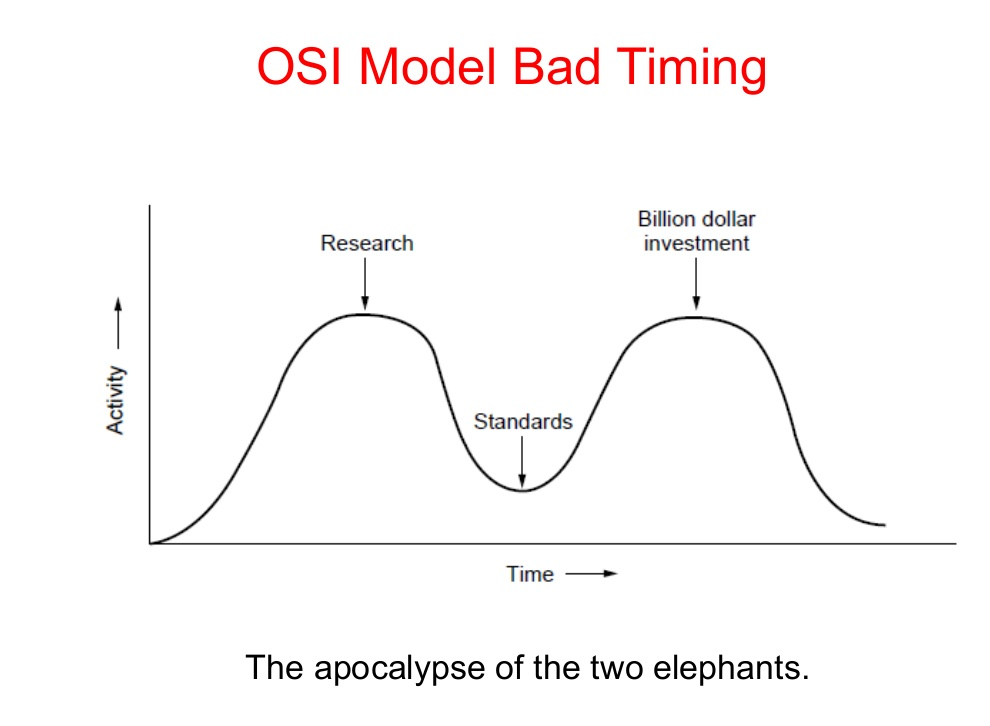 OSI Model Bad Timing
Billion dollar
investment
Research
Standards
Activity
Time
The apocalypse of the two elephants.